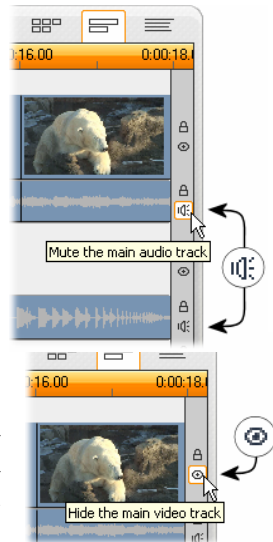 :16.00 0:00:18.
Mute the main audio track
:16.00 0:00:18.
Hide the main video track